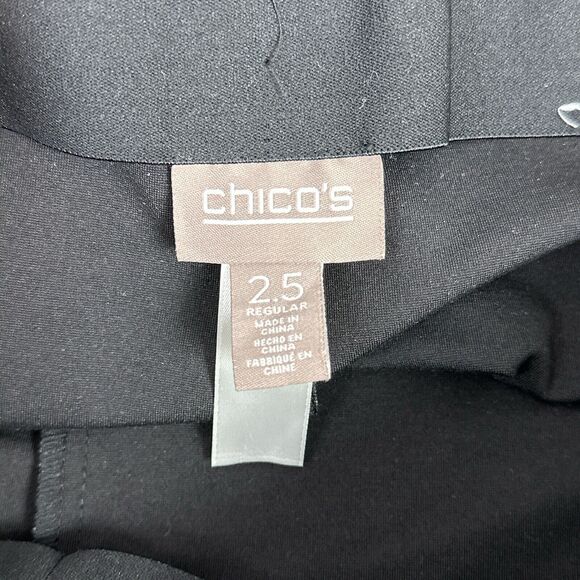 chico's
2.5
REGULAR
MADE IN
CHINA
HECHO EN
CHINA
FABRIQUÉ EN
CHINE